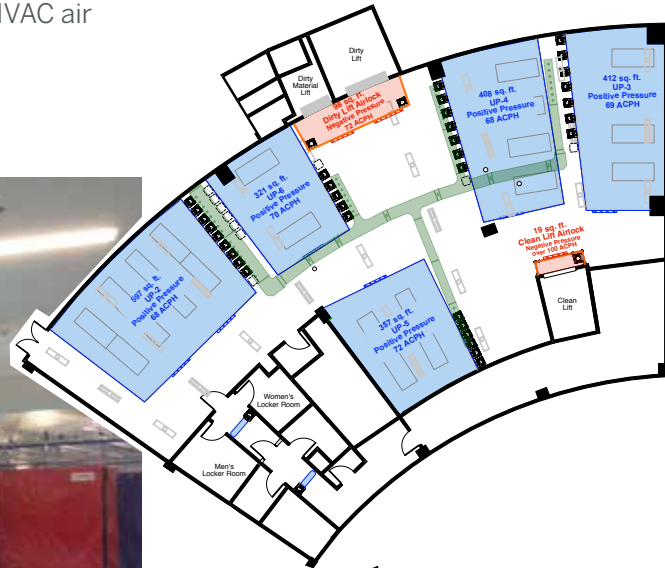 HVAC air
Dirty
Lift
Dirty
Material
Lift
98 sq. ft.
Dirty Lift Airlock
Negative Pressure
72 ACPH
408 sq. ft.
UP-4
Positive Pressure
68 ACPH
412 sq. ft.
UP-3
Positive Pressure
69 ACPH
321 sq. ft.
UP-6
Positive Pressure
70 ACPH
19 sq. ft.
Clean Lift Airlock
Negative Pressure
Over 100 ACPH
597 sq. ft.
UP-2
Positive Pressure
68 ACPH
Clean
Lift
357 sq. ft.
UP-5
Positive Pressure
72 ACPH
Women's
Locker Room
Men's
Locker Room